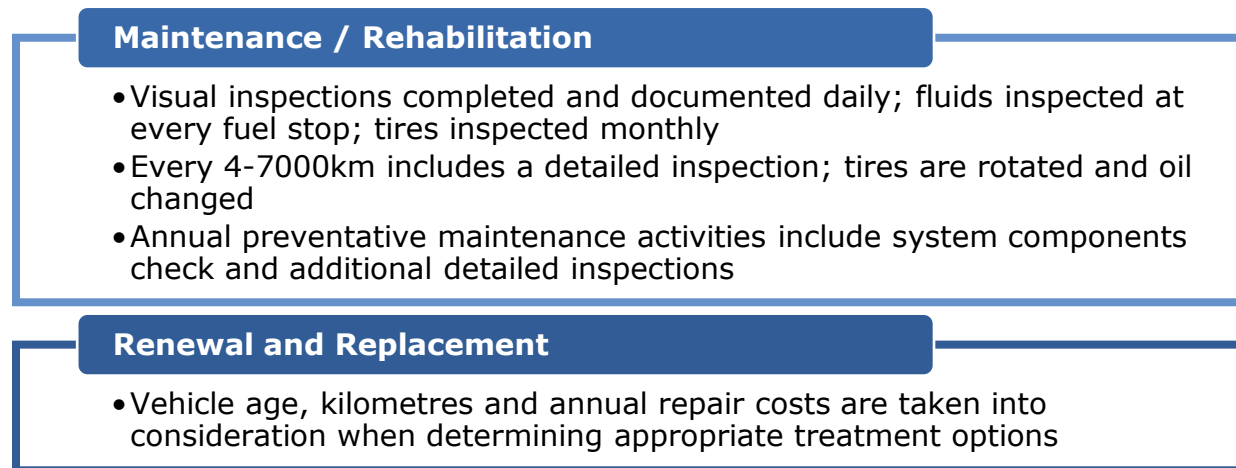 Maintenance / Rehabilitation
•Visual inspections completed and documented daily; fluids inspected at
every fuel stop; tires inspected monthly
•Every 4-7000km includes a detailed inspection; tires are rotated and oil
changed
•Annual preventative maintenance activities include system components
check and additional detailed inspections
Renewal and Replacement
•Vehicle age, kilometres and annual repair costs are taken into
consideration when determining appropriate treatment options